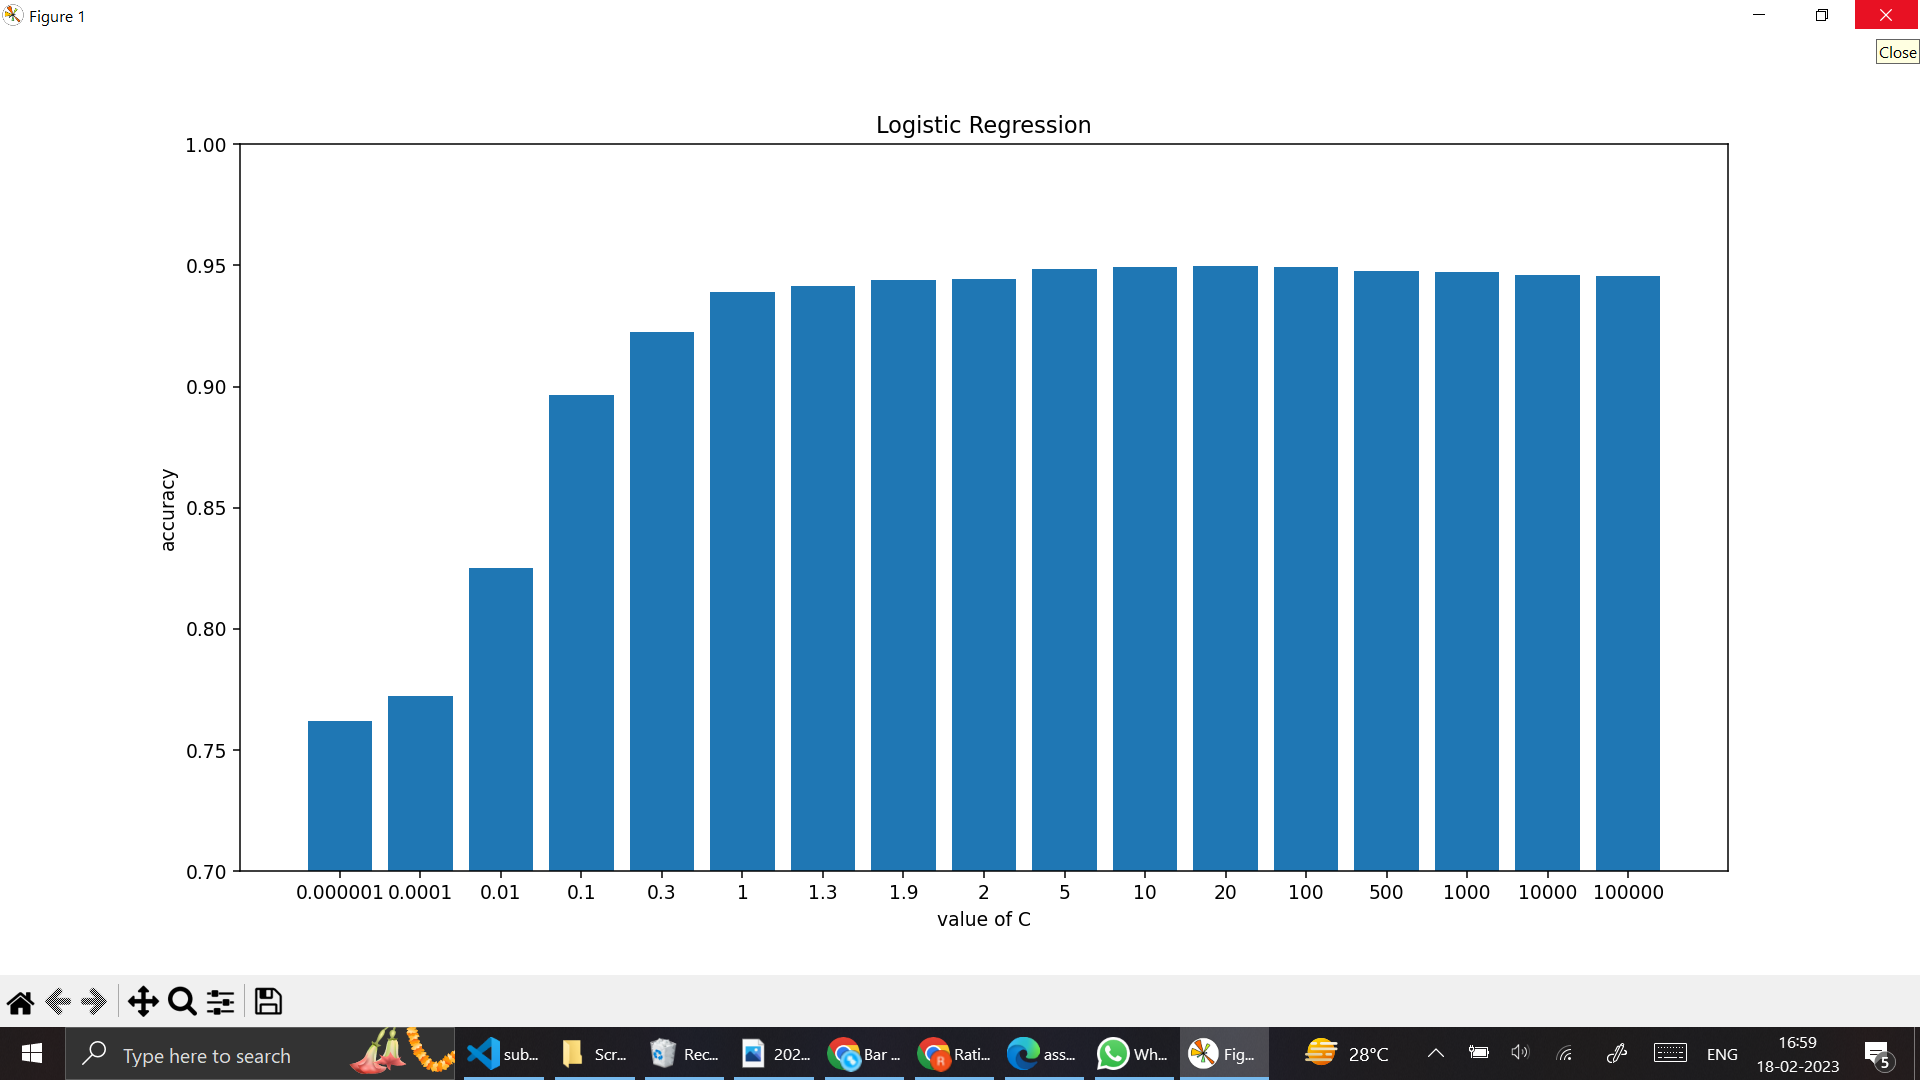 Figure 1
Close
Logistic Regression
1.00
0.95
0.90
0.85
0.80
0.75
0.70
accuracy
0.000001 0.0001 0.01 0.1 0.3 1 1.3 1.9 2 5 10 20 100 500 1000 10000 100000
value of C
Type here to search
sub...
Scr...
Rec...
202...
Bar ...
Rati...
ass...
Wh...
Fig...
28°C
ENG
16:59
18-02-2023
5